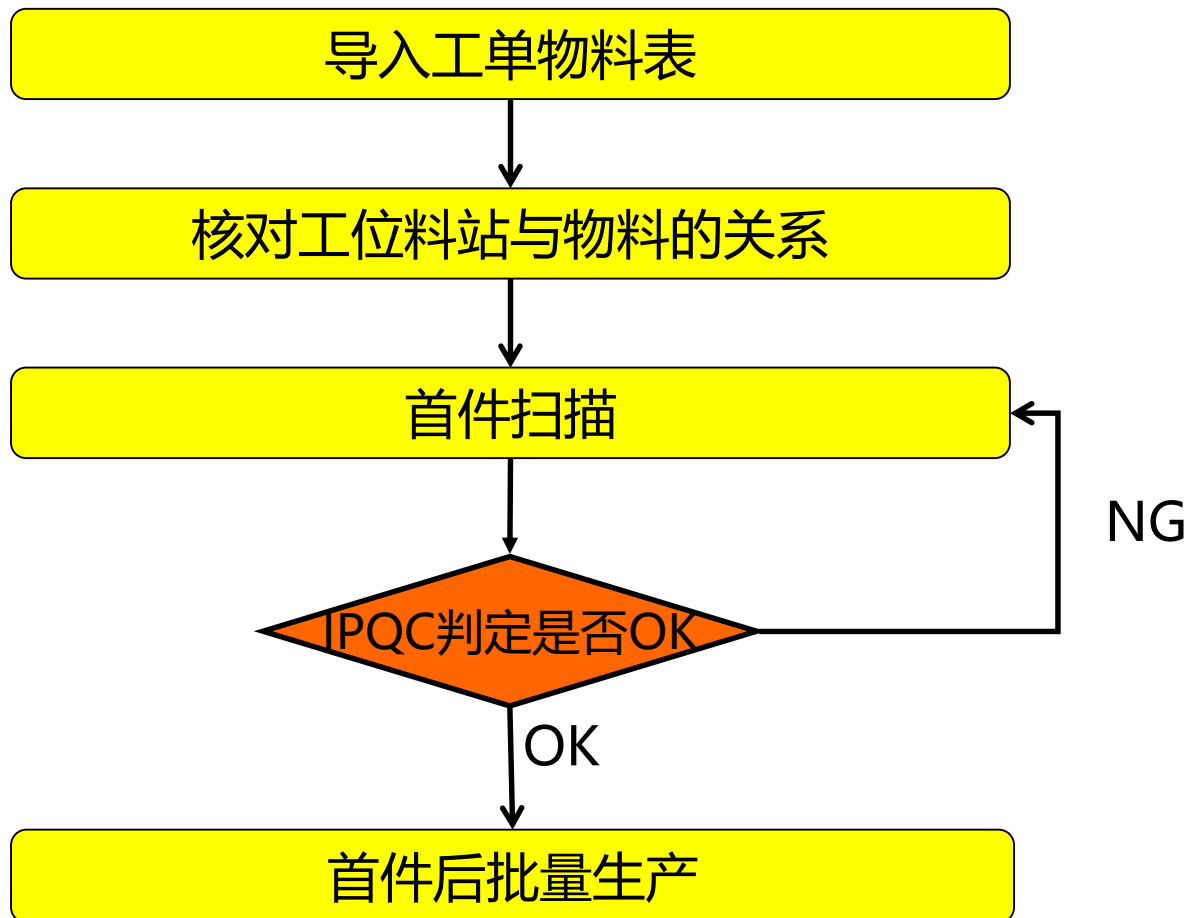 导入工单物料表
核对工位料站与物料的关系
首件扫描
NG
IPQC判定是否OK
OK
首件后批量生产